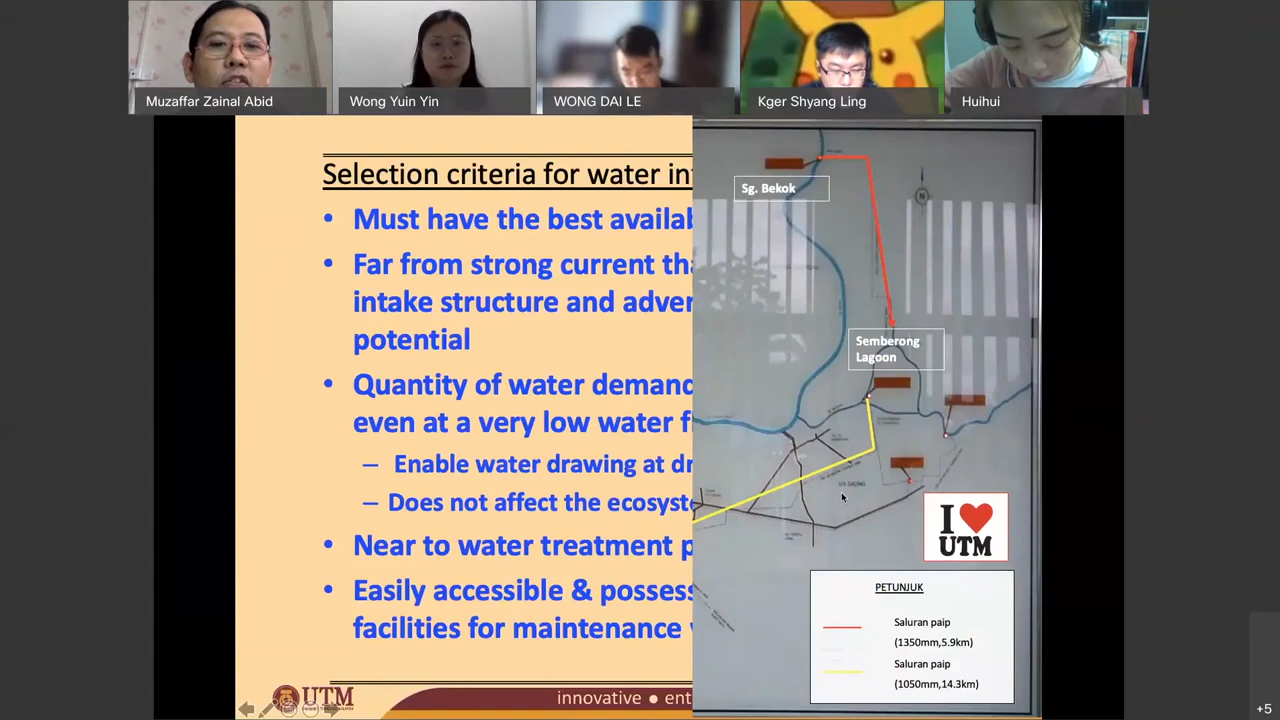 Muzaffar Zainal Abid
Wong Yuin Yin
WONG DAI LE
Kger Shyang Ling
Huihui
Selection criteria for water in
• Must have the best availab
• Far from strong current tha
intake structure and adver
potential
• Quantity of water demand
even at a very low water f
– Enable water drawing at dr
– Does not affect the ecosyste
• Near to water treatment p
• Easily accessible & possess
facilities for maintenance
UTM
innovative ● ent
Sg. Bekok
N
Semberong
Lagoon
I ♥
UTM
PETUNJUK
Saluran paip
(1350mm,5.9km)
Saluran paip
(1050mm,14.3km)
+5